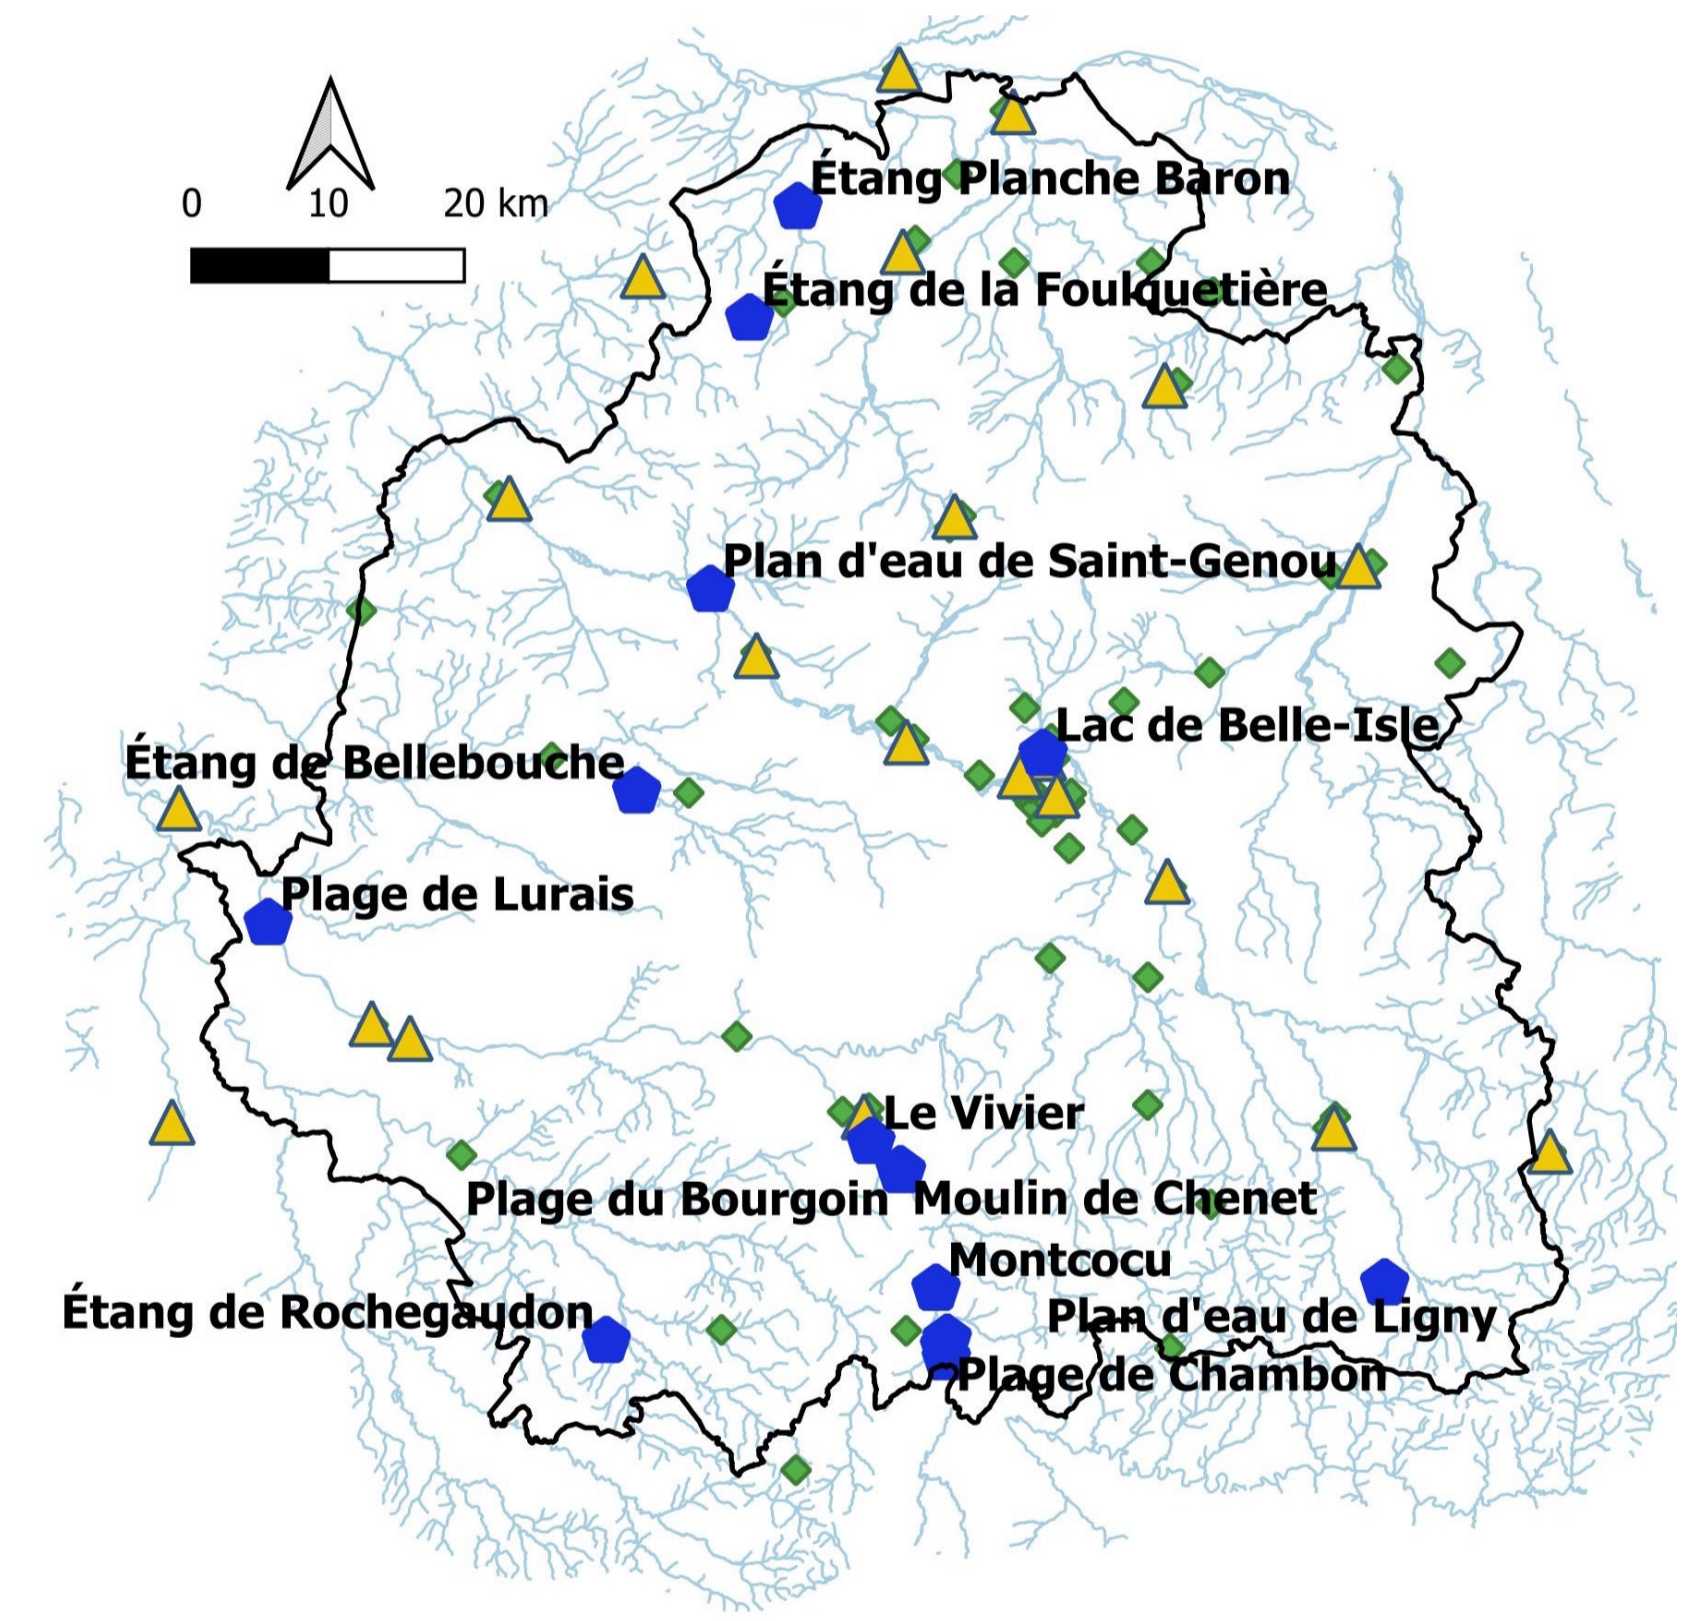 Étang Planche Baron
0 10 20 km
Étang de la Foulquetière
Plan d'eau de Saint-Genou
Lac de Belle-Isle
Étang de Bellebouche
Plage de Lurais
Le Vivier
Plage du Bourgoin
Moulin de Chenet
Montcocu
Étang de Rochegaudon
Plan d'eau de Ligny
Plage de Chambon